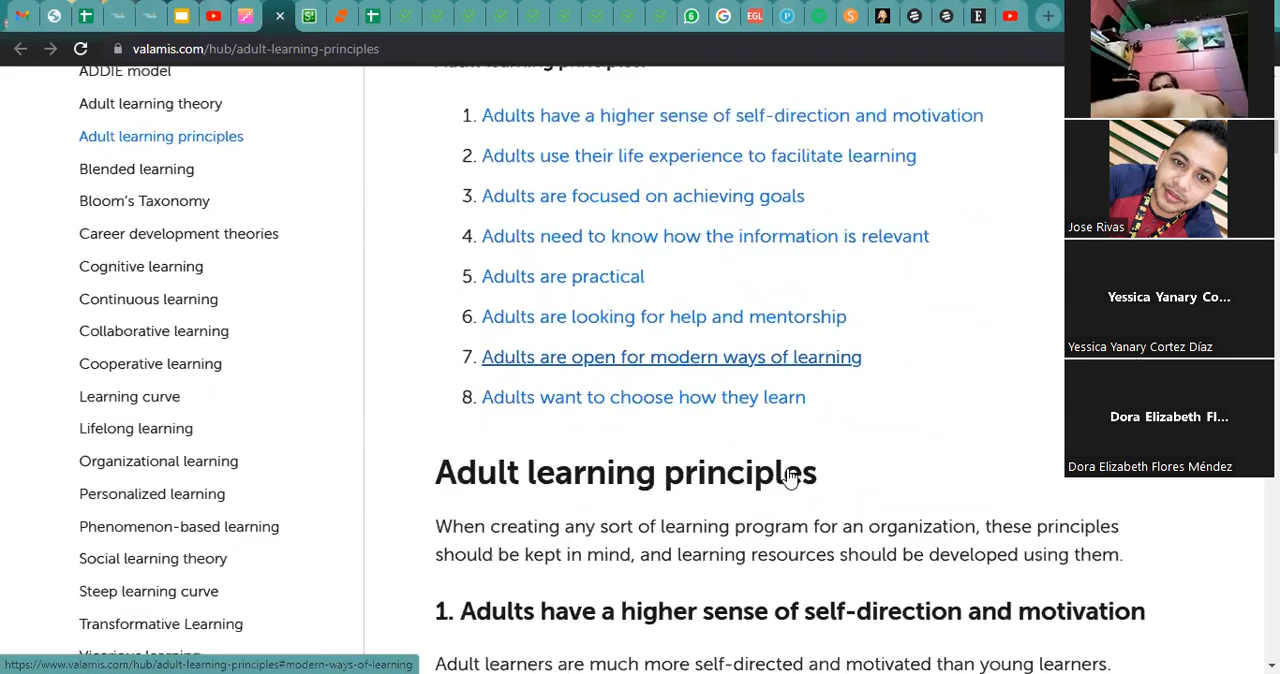 valamis.com/hub/adult-learning-principles
ADDIE model
Adult learning theory
Adult learning principles
Blended learning
Bloom's Taxonomy
Career development theories
Cognitive learning
Continuous learning
Collaborative learning
Cooperative learning
Learning curve
Lifelong learning
Organizational learning
Personalized learning
Phenomenon-based learning
Social learning theory
Steep learning curve
Transformative Learning
https://www.valamis.com/hub/adult-learning-principles#modern-ways-of-learning
Adult learning principles:
1. Adults have a higher sense of self-direction and motivation
2. Adults use their life experience to facilitate learning
3. Adults are focused on achieving goals
4. Adults need to know how the information is relevant
5. Adults are practical
6. Adults are looking for help and mentorship
7. Adults are open for modern ways of learning
8. Adults want to choose how they learn
Adult learning principles
When creating any sort of learning program for an organization, these principles
should be kept in mind, and learning resources should be developed using them.
1. Adults have a higher sense of self-direction and motivation
Adult learners are much more self-directed and motivated than young learners.
Jose Rivas
Yessica Yanary Co...
Yessica Yanary Cortez Díaz
Dora Elizabeth Fl...
Dora Elizabeth Flores Méndez
EGL